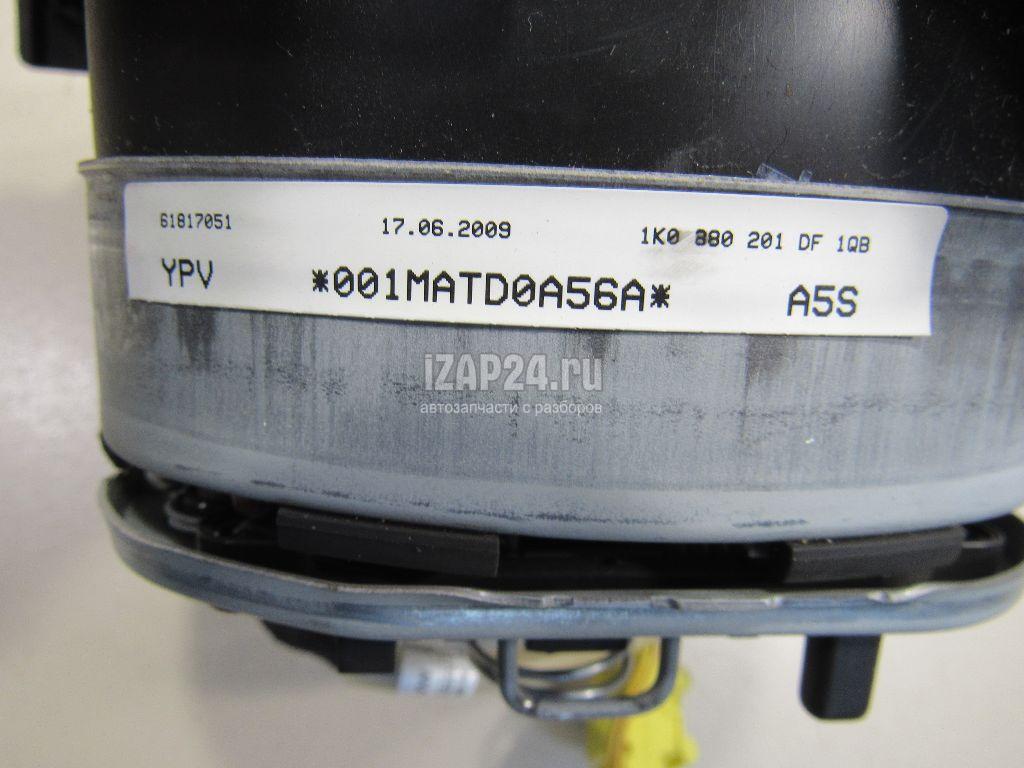 61817051 17.06.2009 1K0 880 201 DF 1QB
YPV *001MATD0A56A* A5S
iZAP24.ru
автозапчасти с разборов